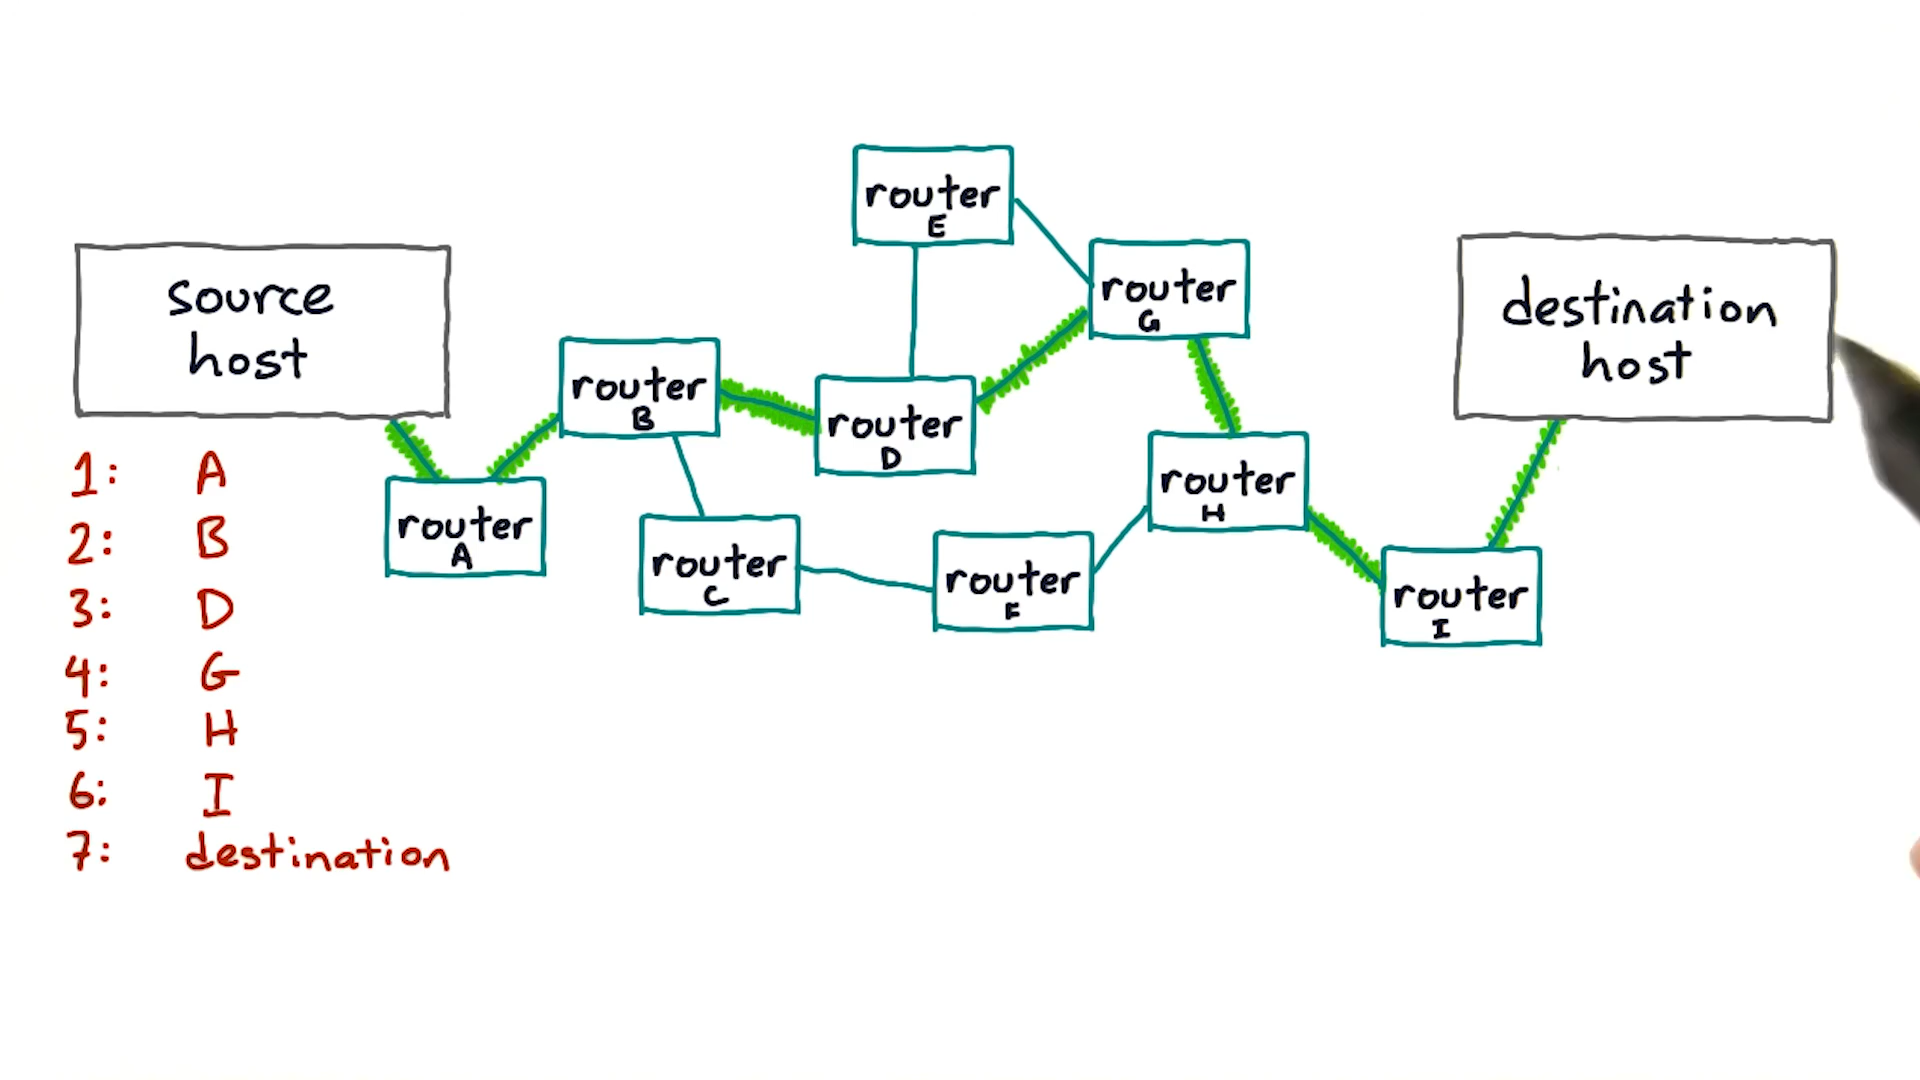 router
E
source
host
router
G
destination
host
router
B
router
D
router
A
router
C
router
F
router
H
router
I
1: A
2: B
3: D
4: G
5: H
6: I
7: destination